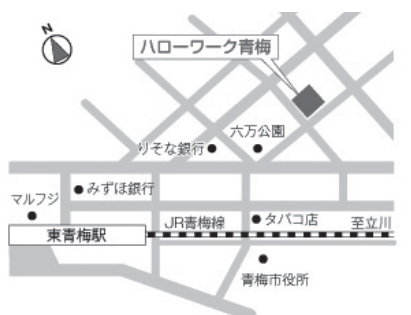 N
ハローワーク青梅
六万公園
りそな銀行
みずほ銀行
マルフジ
JR青梅線
タバコ店
至立川
東青梅駅
青梅市役所